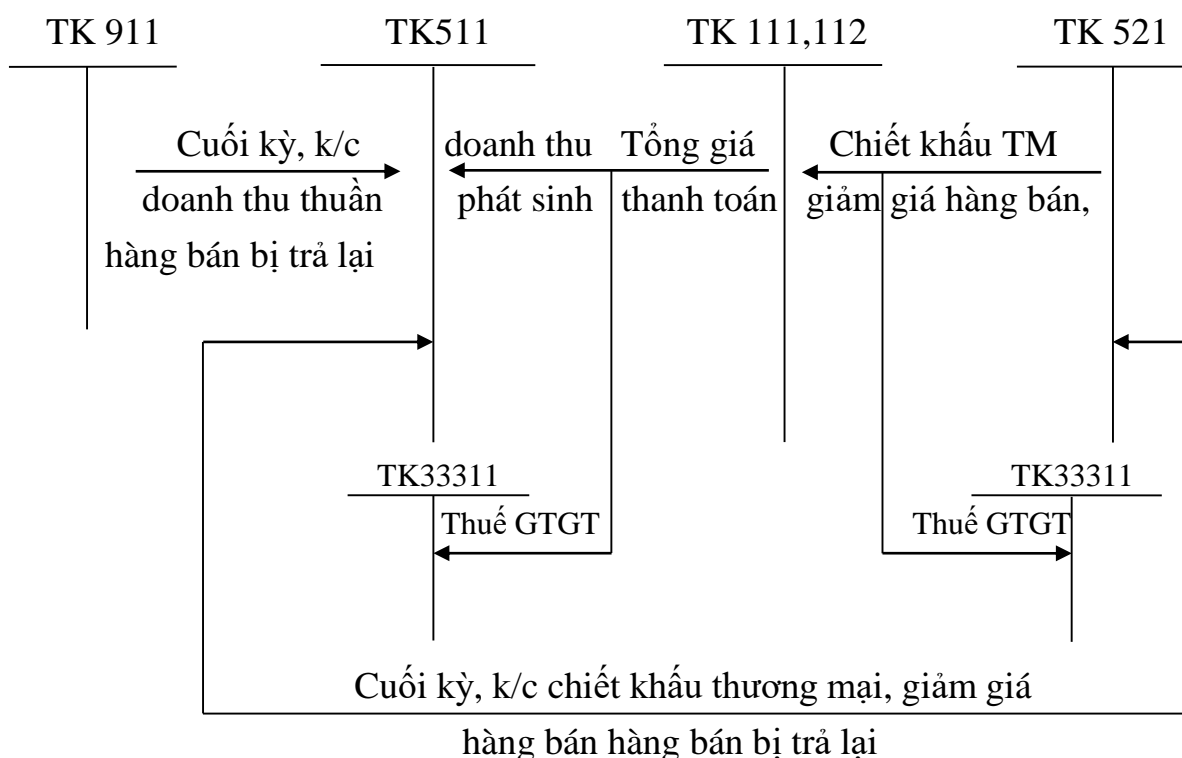 TK 911 TK511 TK 111,112 TK 521
Cuối kỳ, k/c doanh thu Tổng giá Chiết khấu TM
doanh thu thuần phát sinh thanh toán giảm giá hàng bán,
hàng bán bị trả lại
TK33311 TK33311
Thuế GTGT Thuế GTGT
Cuối kỳ, k/c chiết khấu thương mại, giảm giá
hàng bán hàng bán bị trả lại